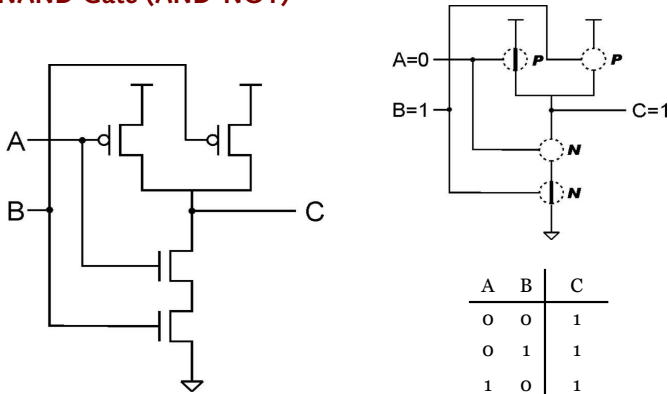 NAND Gate (AND-NOT)
A
B
C
A=0
P
P
B=1
C=1
N
N
A B C
0 0 1
0 1 1
1 0 1